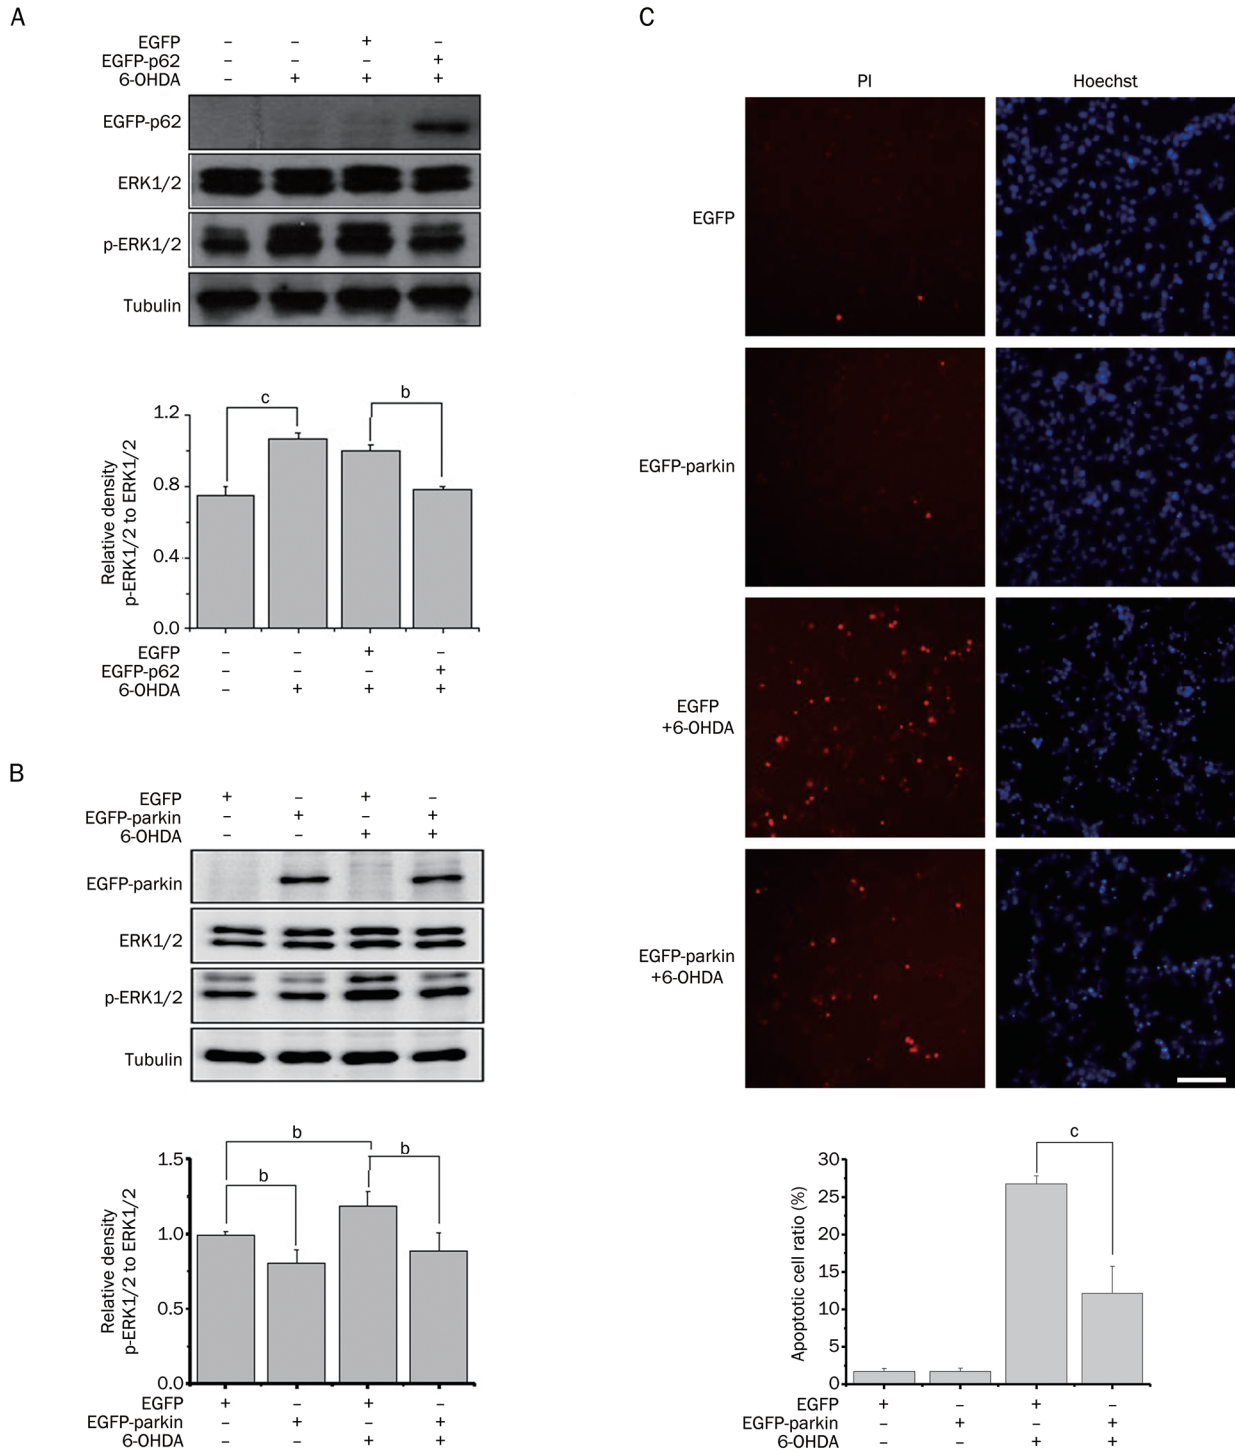 A
EGFP – – + –
EGFP-p62 – – – +
6-OHDA – + + +
EGFP-p62
ERK1/2
p-ERK1/2
Tubulin
Relative density
p-ERK1/2 to ERK1/2
1.2
0.8
0.4
0.0
c
b
EGFP – – + –
EGFP-p62 – – – +
6-OHDA – + + +
B
EGFP + – + –
EGFP-parkin – + – +
6-OHDA – – + +
EGFP-parkin
ERK1/2
p-ERK1/2
Tubulin
Relative density
p-ERK1/2 to ERK1/2
1.5
1.0
0.5
0.0
b
b
b
EGFP + – + –
EGFP-parkin – + – +
6-OHDA – – + +
C
PI Hoechst
EGFP
EGFP-parkin
EGFP
+6-OHDA
EGFP-parkin
+6-OHDA
Apoptotic cell ratio (%)
30
25
20
15
10
5
0
c
EGFP + – + –
EGFP-parkin – + – +
6-OHDA – – + +